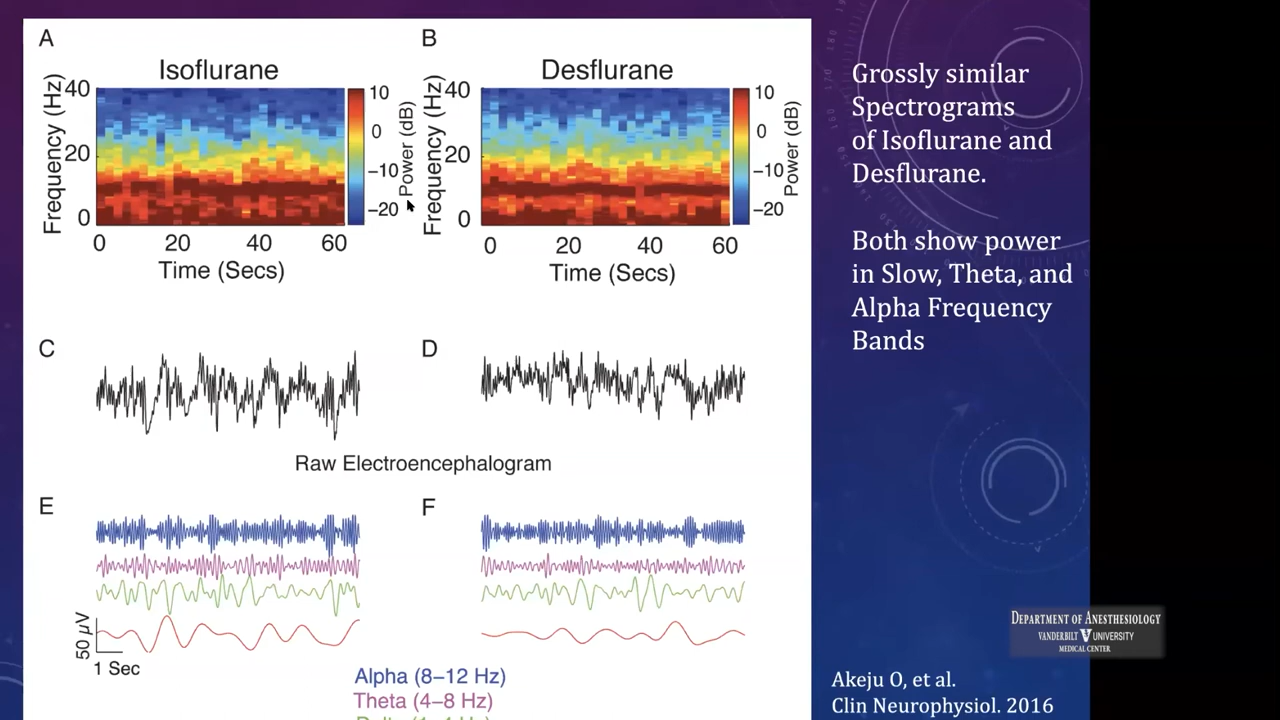 A
B
Isoflurane
Desflurane
Frequency (Hz)
40
20
0
0 20 40 60
Time (Secs)
10
0
−10
−20
Power (dB)
Frequency (Hz)
40
20
0
0 20 40 60
Time (Secs)
10
0
−10
−20
Power (dB)
C
D
Raw Electroencephalogram
E
F
50 µV
1 Sec
Alpha (8–12 Hz)
Theta (4–8 Hz)
Grossly similar
Spectrograms
of Isoflurane and
Desflurane.
Both show power
in Slow, Theta, and
Alpha Frequency
Bands
DEPARTMENT OF ANESTHESIOLOGY
VANDERBILT V UNIVERSITY
MEDICAL CENTER
Akeju O, et al.
Clin Neurophysiol. 2016